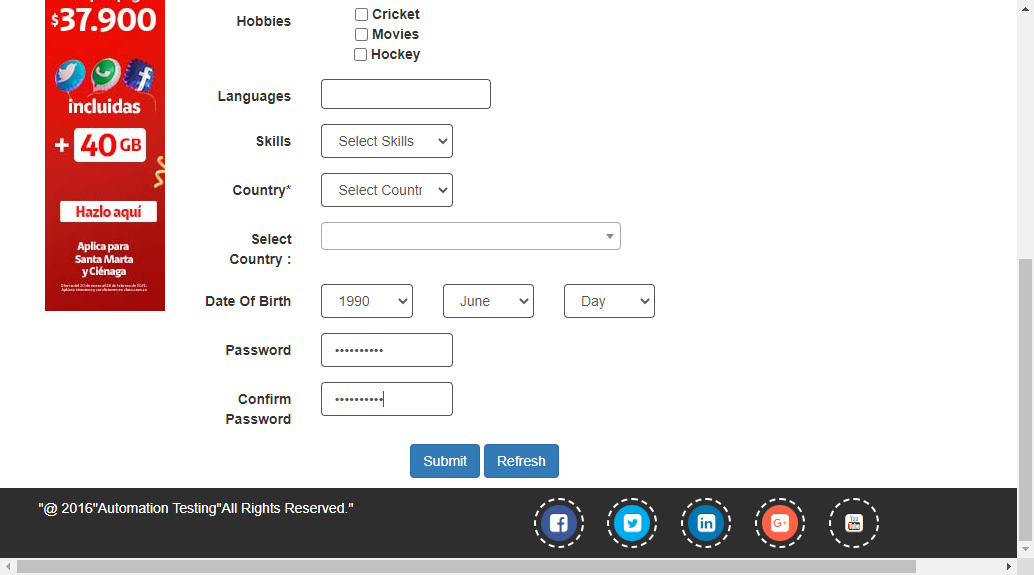 $37.900
incluidas
+ 40 GB
Hazlo aquí
Aplica para
Santa Marta
y Ciénaga
Hobbies
Cricket
Movies
Hockey
Languages
Skills
Select Skills
Country*
Select Countr
Select
Country :
Date Of Birth
1990
June
Day
Password
••••••••••
Confirm
Password
••••••••••
Submit
Refresh
"@ 2016"Automation Testing"All Rights Reserved."